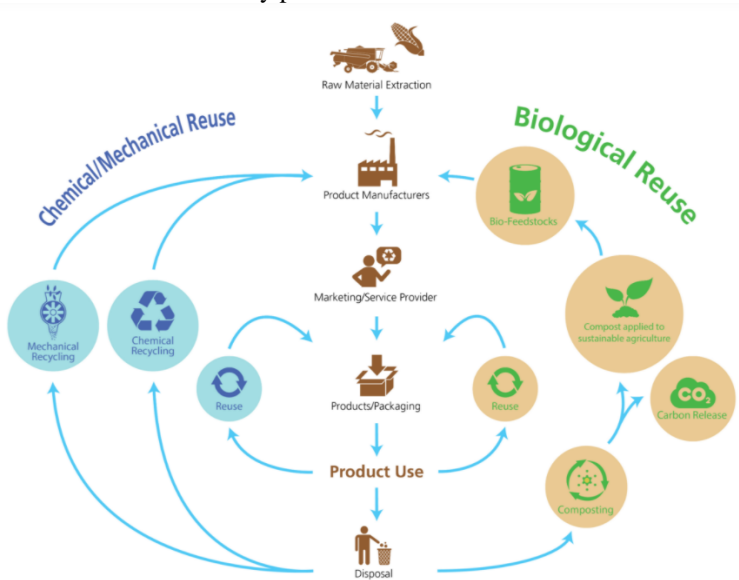 Raw Material Extraction
Chemical/Mechanical Reuse
Biological Reuse
Product Manufacturers
Bio-Feedstocks
Marketing/Service Provider
Mechanical
Recycling
Chemical
Recycling
Compost applied to
sustainable agriculture
Reuse
Products/Packaging
Reuse
CO2
Carbon Release
Product Use
Composting
Disposal